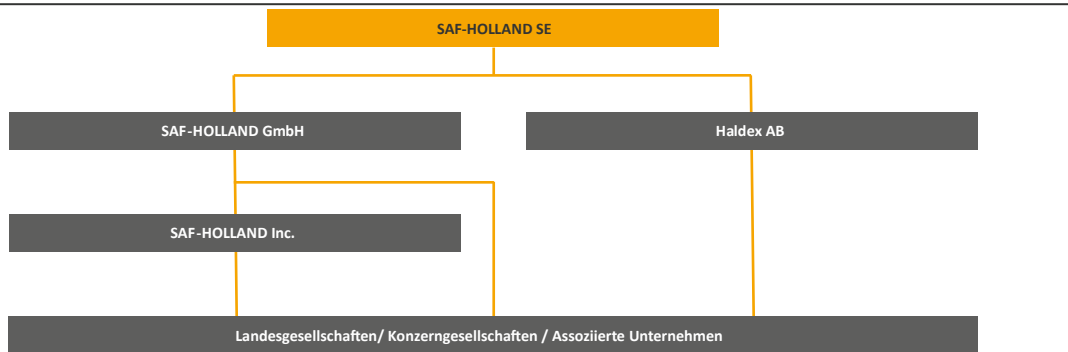 SAF-HOLLAND SE
SAF-HOLLAND GmbH
Haldex AB
SAF-HOLLAND Inc.
Landesgesellschaften/ Konzerngesellschaften / Assoziierte Unternehmen